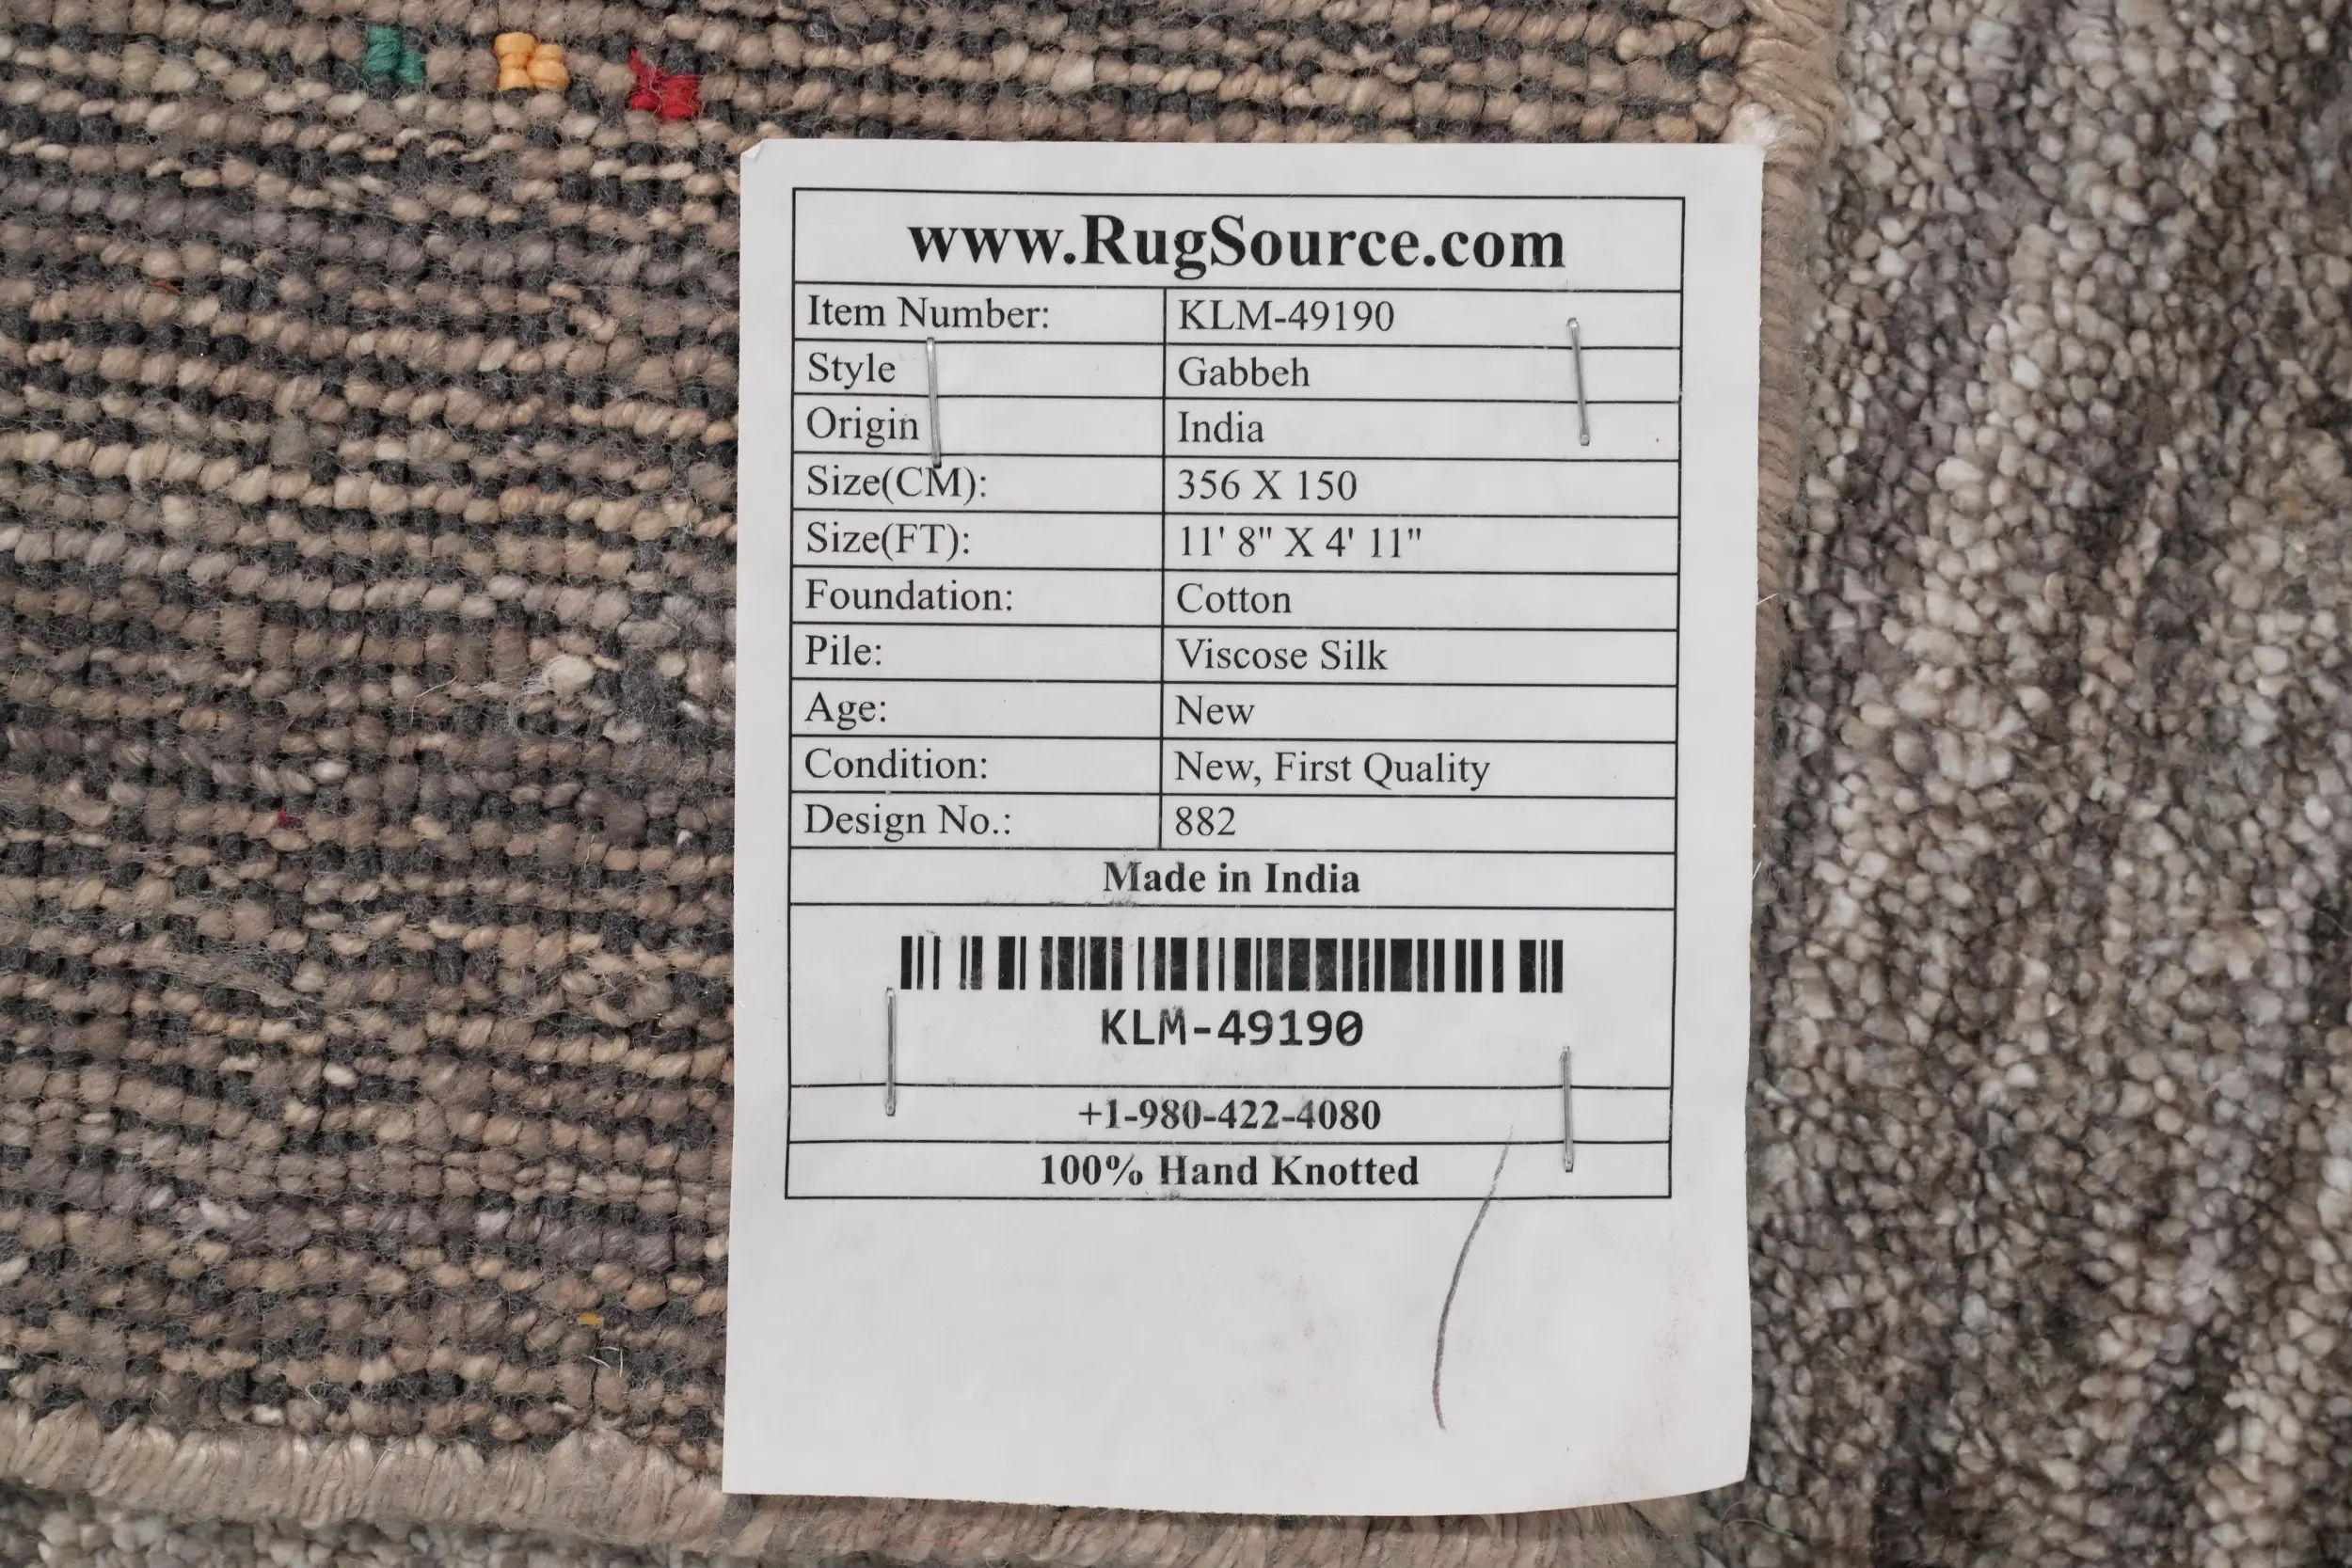 www.RugSource.com
Item Number: KLM-49190
Style Gabbeh
Origin India
Size(CM): 356 X 150
Size(FT): 11' 8" X 4' 11"
Foundation: Cotton
Pile: Viscose Silk
Age: New
Condition: New, First Quality
Design No.: 882
Made in India
KLM-49190
+1-980-422-4080
100% Hand Knotted